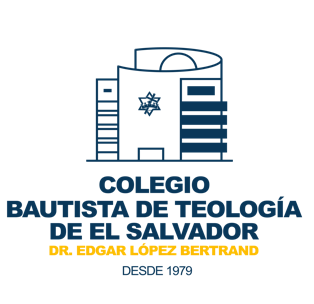 COLEGIO
BAUTISTA DE TEOLOGÍA
DE EL SALVADOR
DR. EDGAR LÓPEZ BERTRAND
DESDE 1979